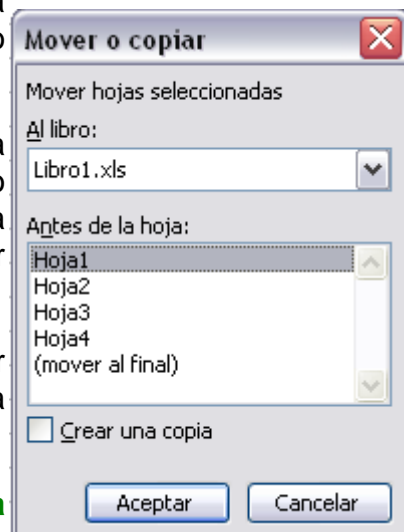 Mover o copiar
Mover hojas seleccionadas
Al libro:
Libro1.xls
Antes de la hoja:
Hoja1
Hoja2
Hoja3
Hoja4
(mover al final)
Crear una copia
Aceptar
Cancelar